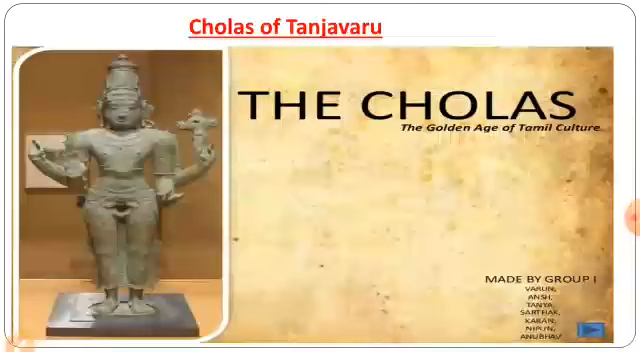 Cholas of Tanjavaru
THE CHOLAS
The Golden Age of Tamil Culture
MADE BY GROUP I
VARUN,
ANSH,
TANYA,
SARTHAK,
KARAN,
NIPUN,
ANUBHAV